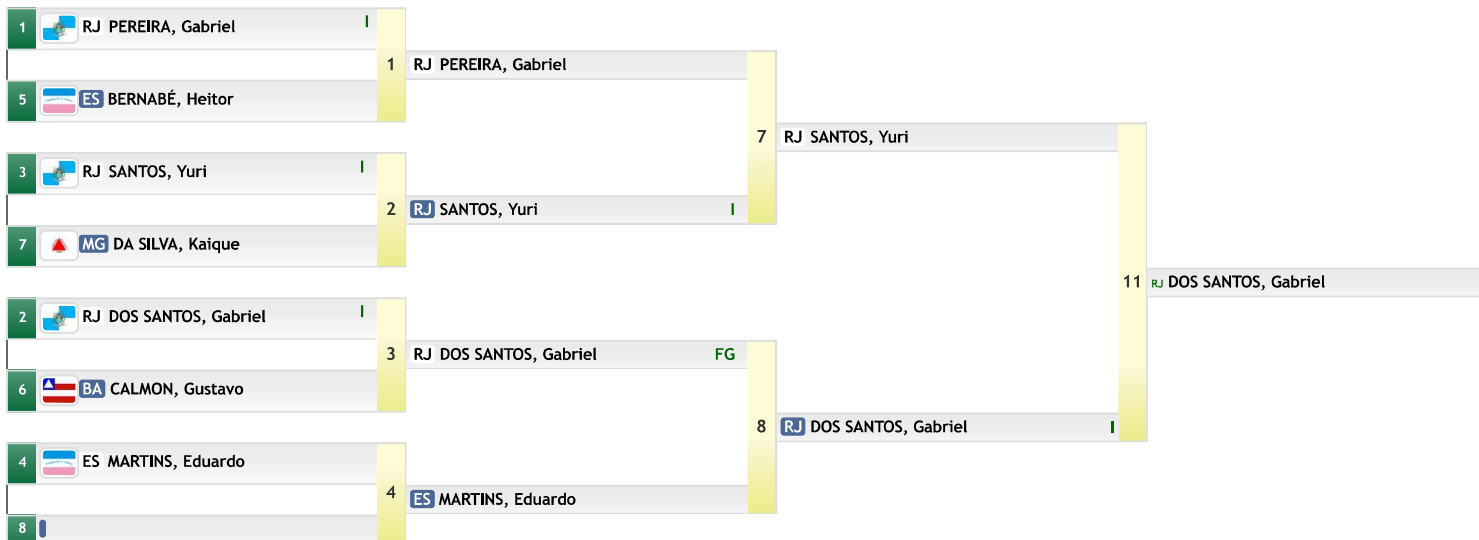 1 RJ PEREIRA, Gabriel I
1 RJ PEREIRA, Gabriel
5 ES BERNABÉ, Heitor
7 RJ SANTOS, Yuri
3 RJ SANTOS, Yuri I
2 RJ SANTOS, Yuri I
7 MG DA SILVA, Kaique
11 RJ DOS SANTOS, Gabriel
2 RJ DOS SANTOS, Gabriel I
3 RJ DOS SANTOS, Gabriel FG
6 BA CALMON, Gustavo
8 RJ DOS SANTOS, Gabriel I
4 ES MARTINS, Eduardo
4 ES MARTINS, Eduardo
8